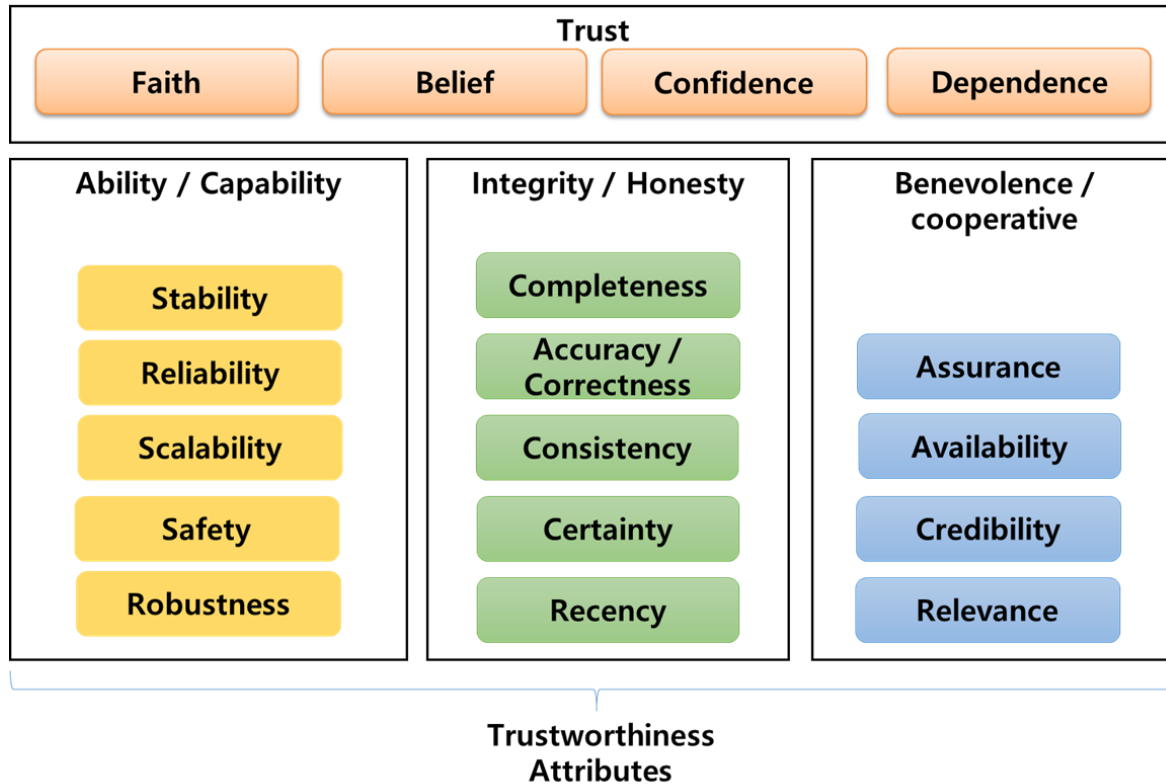 Trust
Faith
Belief
Confidence
Dependence
Ability / Capability
Stability
Reliability
Scalability
Safety
Robustness
Integrity / Honesty
Completeness
Accuracy /
Correctness
Consistency
Certainty
Recency
Benevolence /
cooperative
Assurance
Availability
Credibility
Relevance
Trustworthiness
Attributes